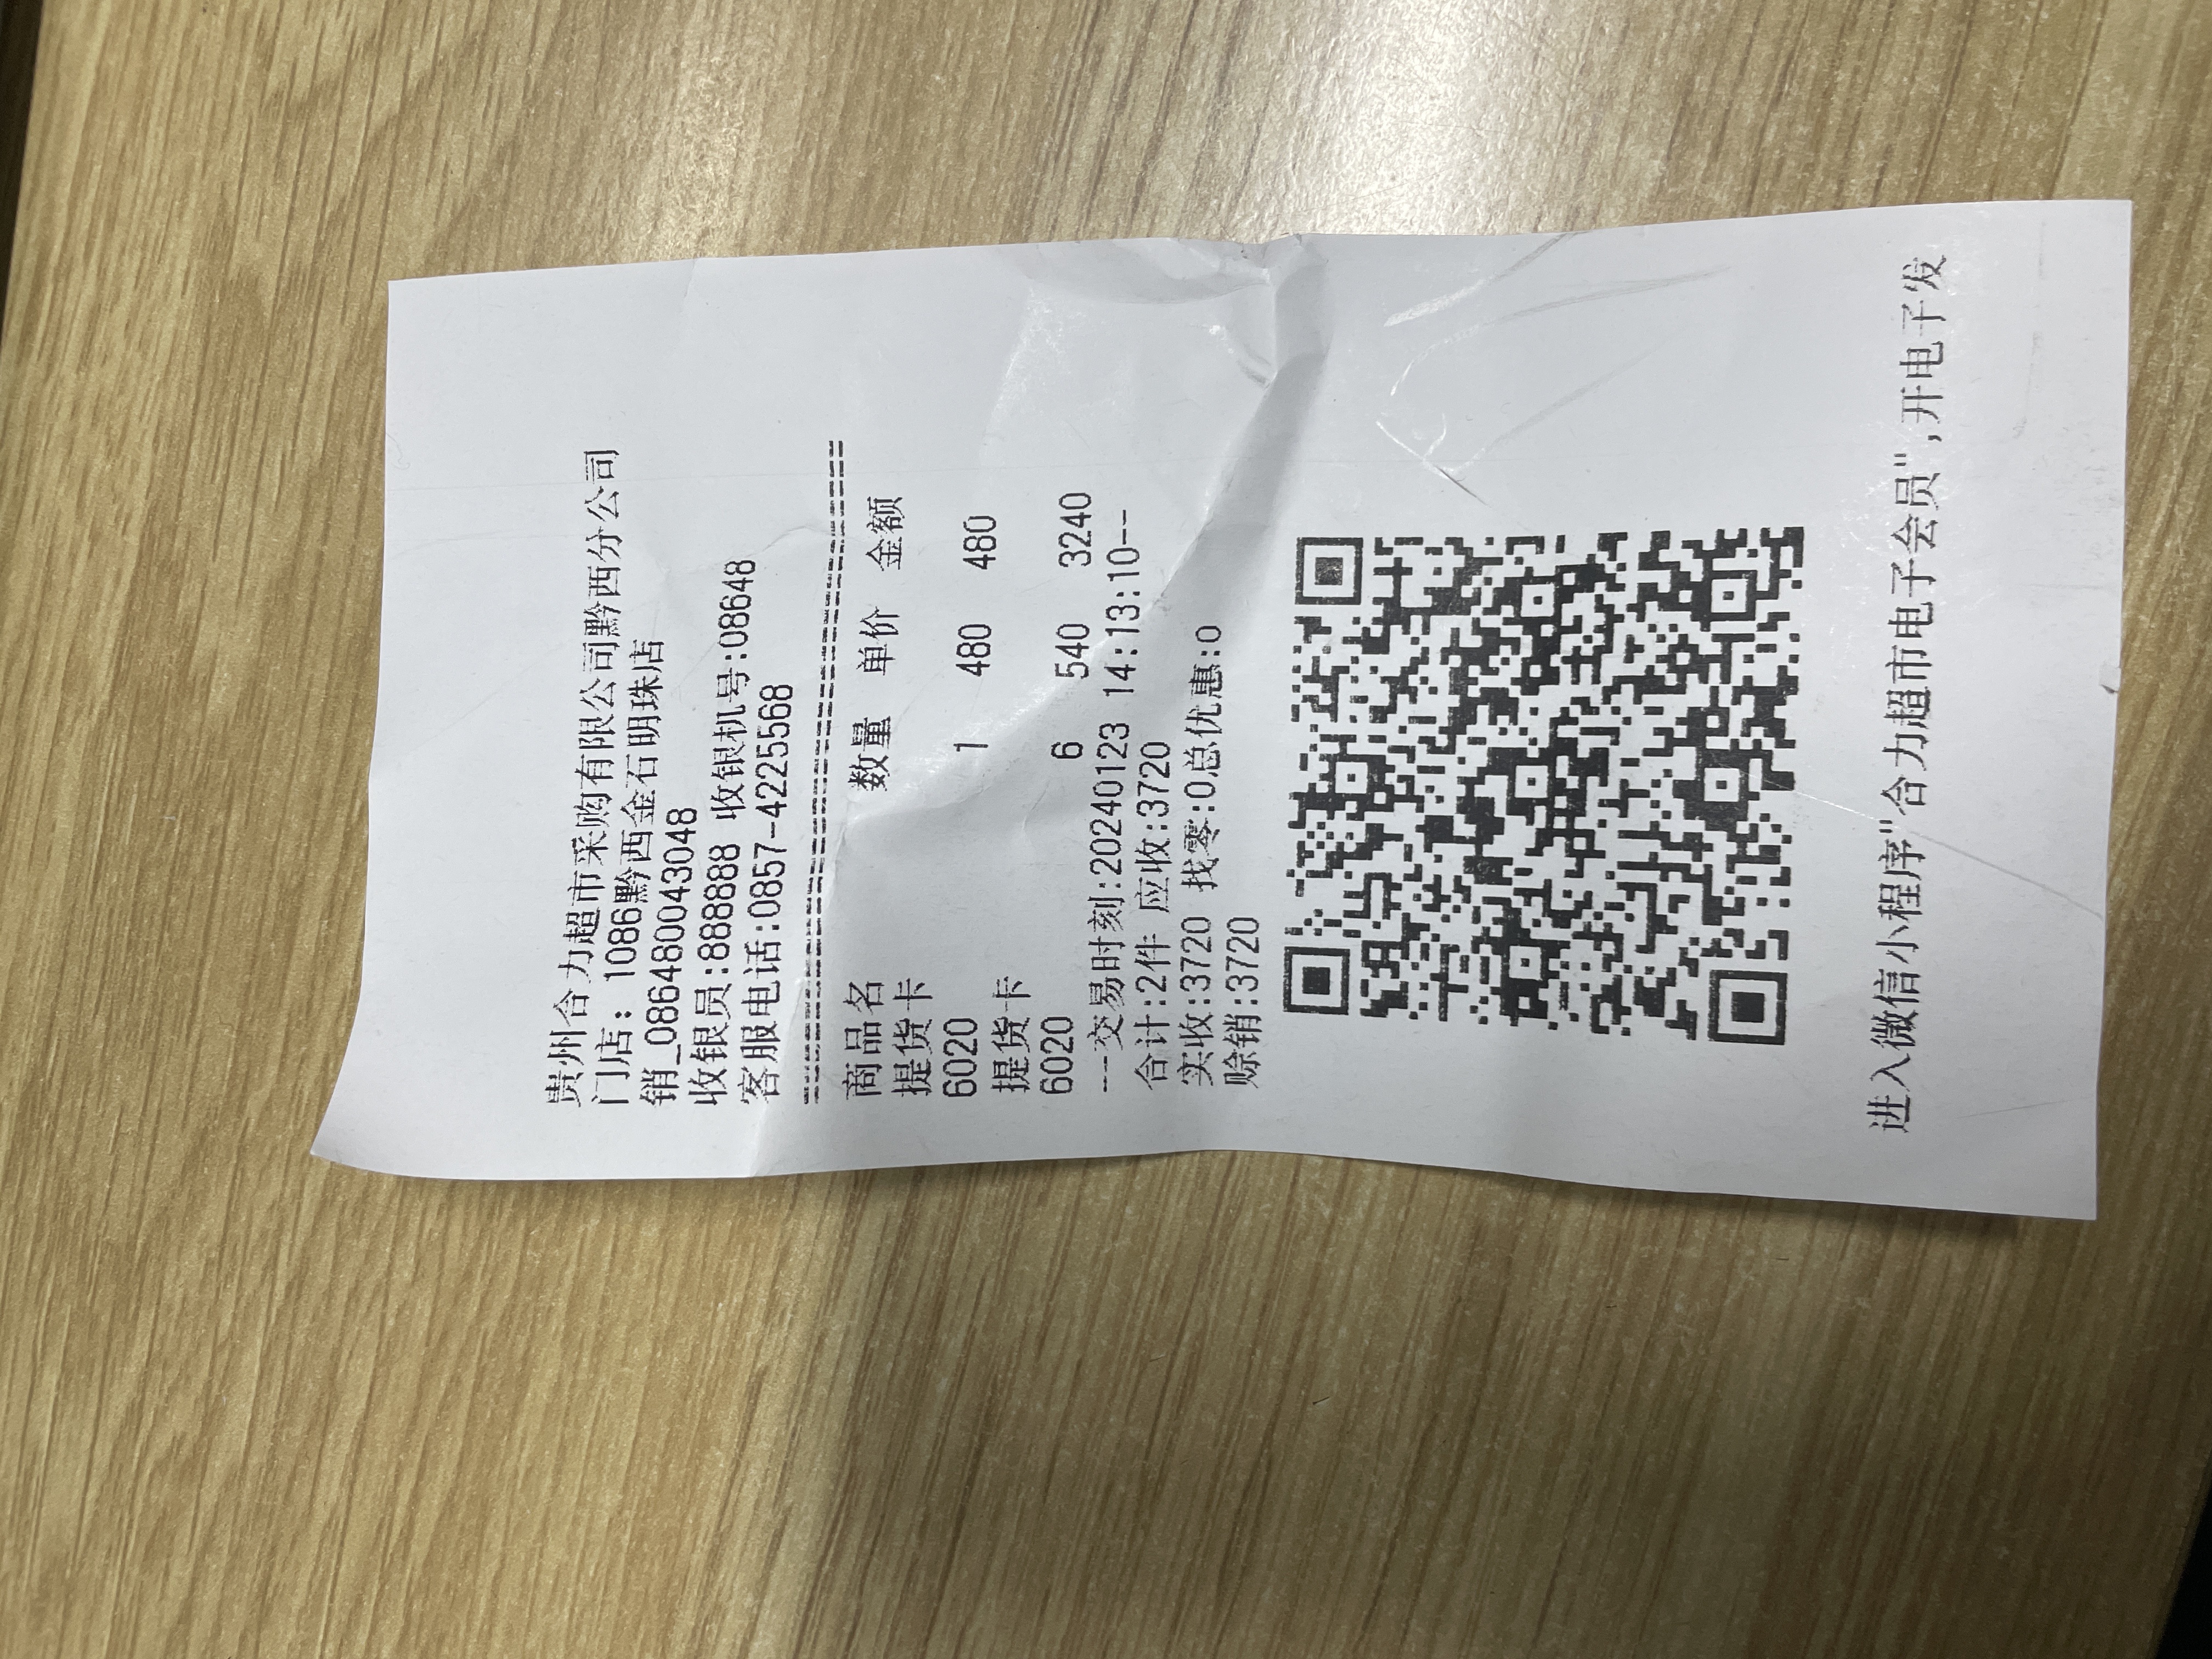 贵州合力超市采购有限公司黔西分公司
门店: 1086黔西金石明珠店
销_086480043048
收银员:888888 收银机号:08648
客服电话:0857-4225568
商品名 数量 单价 金额
提货卡
6020 1 480 480
提货卡
6020 6 540 3240
--交易时刻:20240123 14:13:10--
合计:2件 应收:3720
实收:3720 找零:0总优惠:0
赊销:3720
进入微信小程序"合力超市电子会员",开电子发